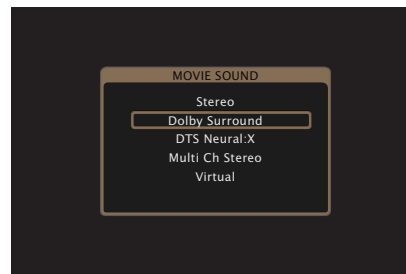 MOVIE SOUND
Stereo
Dolby Surround
DTS Neural:X
Multi Ch Stereo
Virtual